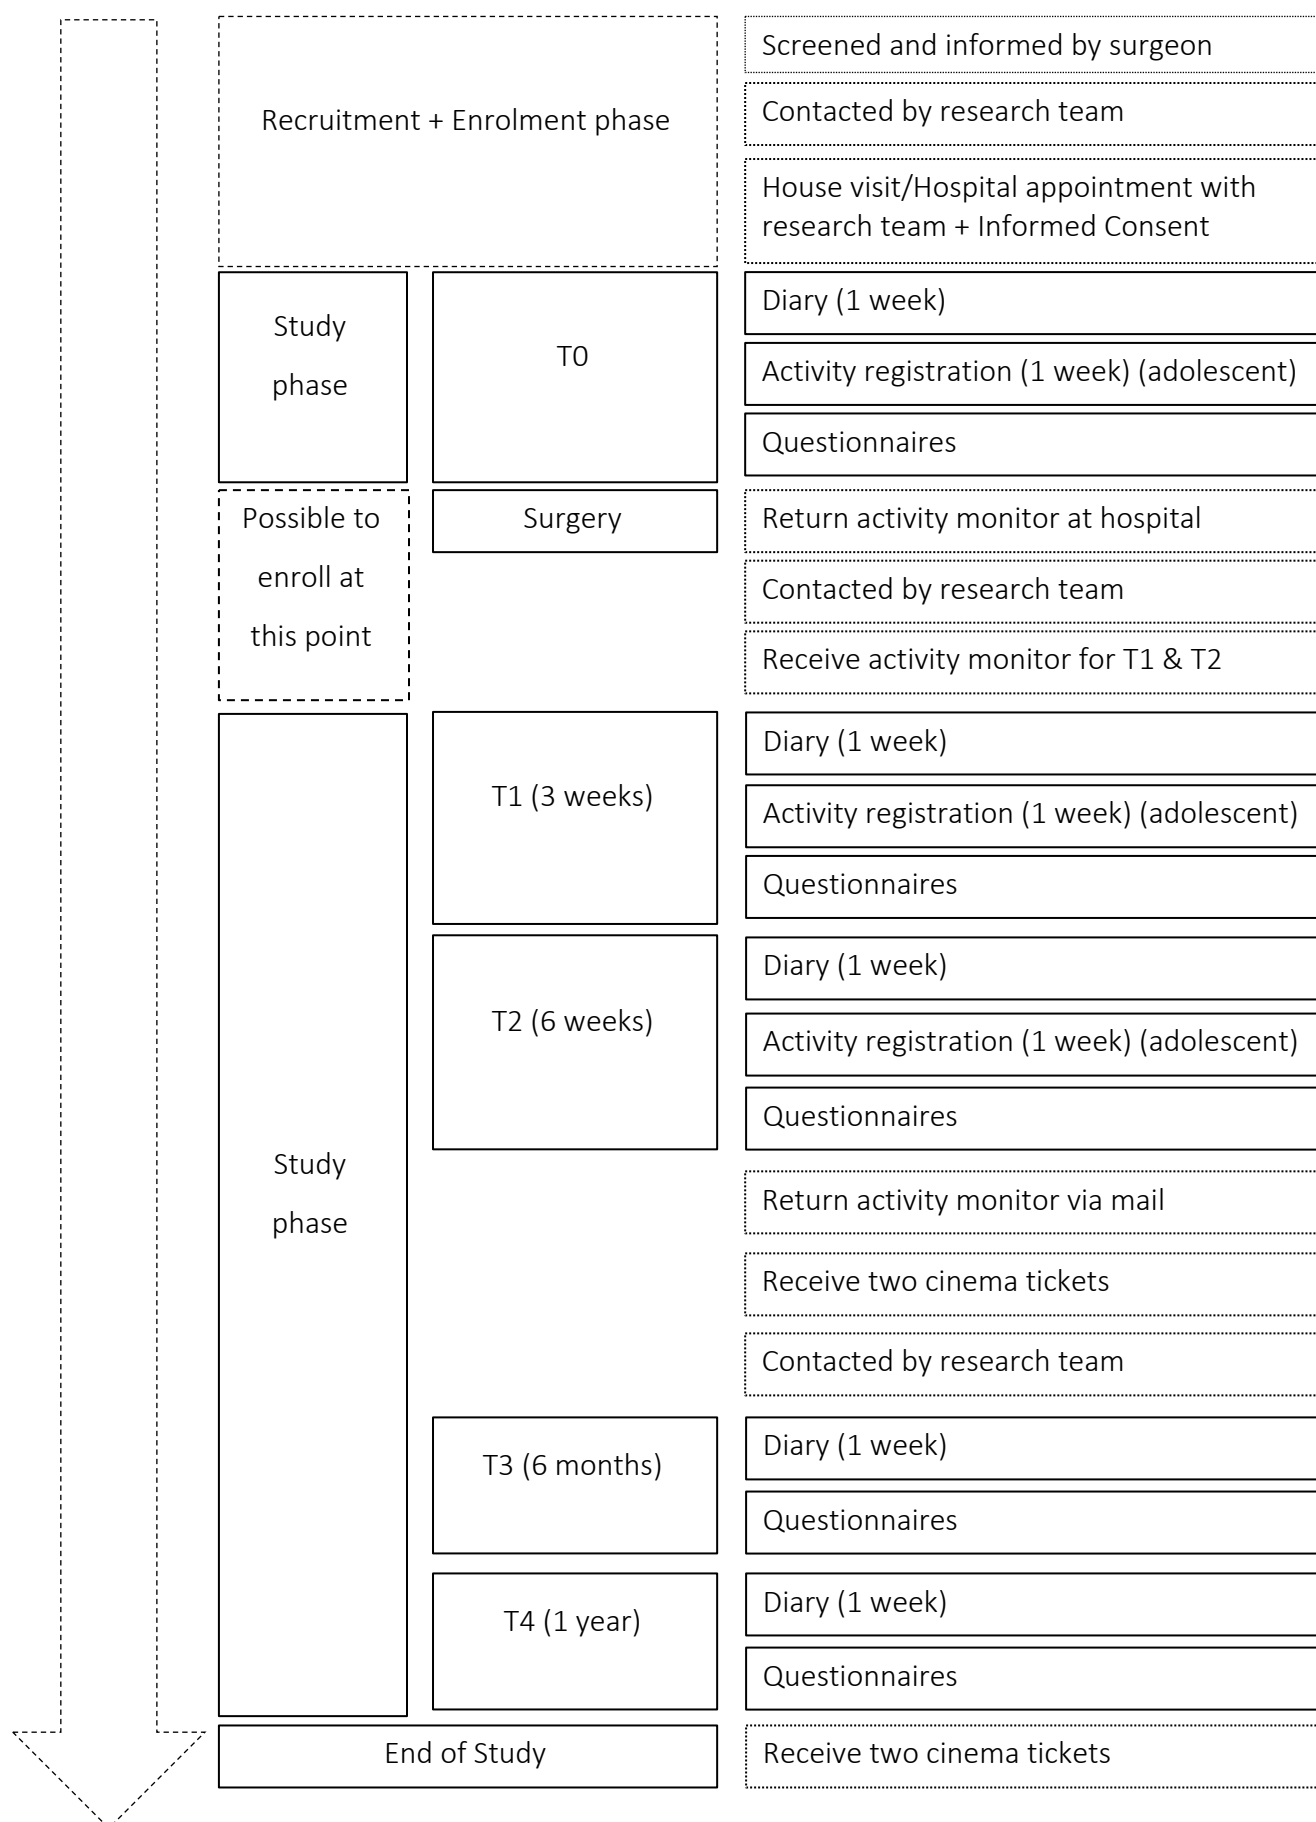 Recruitment + Enrolment phase
Screened and informed by surgeon
Contacted by research team
House visit/Hospital appointment with
research team + Informed Consent
Study
phase
T0
Diary (1 week)
Activity registration (1 week) (adolescent)
Questionnaires
Possible to
enroll at
this point
Surgery
Return activity monitor at hospital
Contacted by research team
Receive activity monitor for T1 & T2
Study
phase
T1 (3 weeks)
Diary (1 week)
Activity registration (1 week) (adolescent)
Questionnaires
T2 (6 weeks)
Diary (1 week)
Activity registration (1 week) (adolescent)
Questionnaires
Return activity monitor via mail
Receive two cinema tickets
Contacted by research team
T3 (6 months)
Diary (1 week)
Questionnaires
T4 (1 year)
Diary (1 week)
Questionnaires
End of Study
Receive two cinema tickets